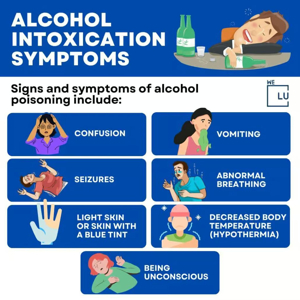 ALCOHOL
INTOXICATION
SYMPTOMS
WE
LU
Signs and symptoms of alcohol
poisoning include:
CONFUSION
VOMITING
SEIZURES
ABNORMAL
BREATHING
LIGHT SKIN
OR SKIN WITH
A BLUE TINT
DECREASED BODY
TEMPERATURE
(HYPOTHERMIA)
BEING
UNCONSCIOUS